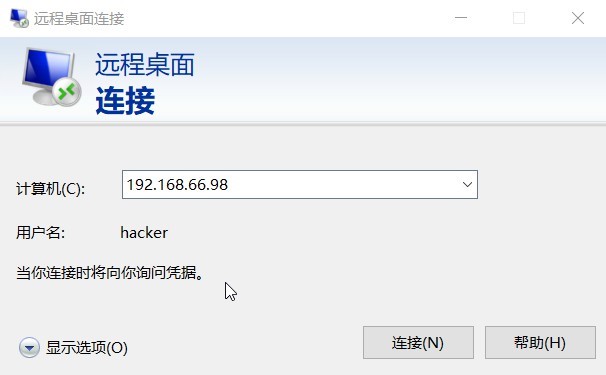 远程桌面连接
远程桌面
连接
计算机(C): 192.168.66.98
用户名: hacker
当你连接时将向你询问凭据。
显示选项(O) 连接(N) 帮助(H)